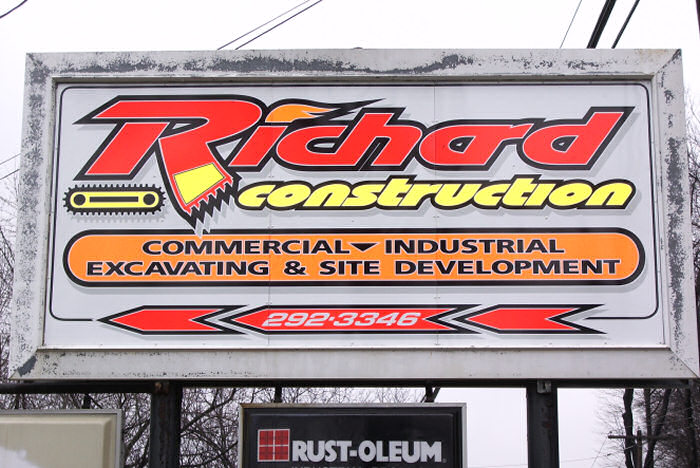 Richard
construction
COMMERCIAL INDUSTRIAL
EXCAVATING & SITE DEVELOPMENT
292-3346
RUST-OLEUM